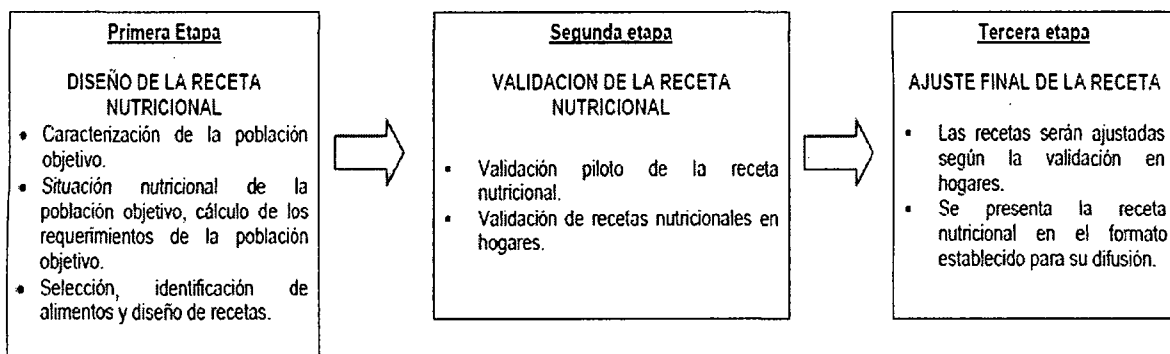 Primera Etapa
DISEÑO DE LA RECETA
NUTRICIONAL
• Caracterización de la población
objetivo.
• Situación nutricional de la
población objetivo, cálculo de los
requerimientos de la población
objetivo.
• Selección, identificación de
alimentos y diseño de recetas.
Segunda etapa
VALIDACION DE LA RECETA
NUTRICIONAL
▪ Validación piloto de la receta
nutricional.
▪ Validación de recetas nutricionales en
hogares.
Tercera etapa
AJUSTE FINAL DE LA RECETA
▪ Las recetas serán ajustadas
según la validación en
hogares.
▪ Se presenta la receta
nutricional en el formato
establecido para su difusión.